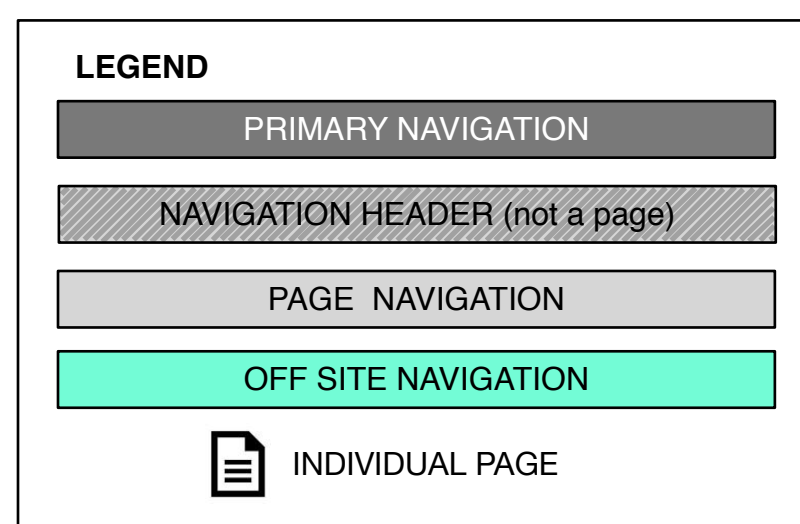 LEGEND
PRIMARY NAVIGATION
NAVIGATION HEADER (not a page)
PAGE NAVIGATION
OFF SITE NAVIGATION
INDIVIDUAL PAGE